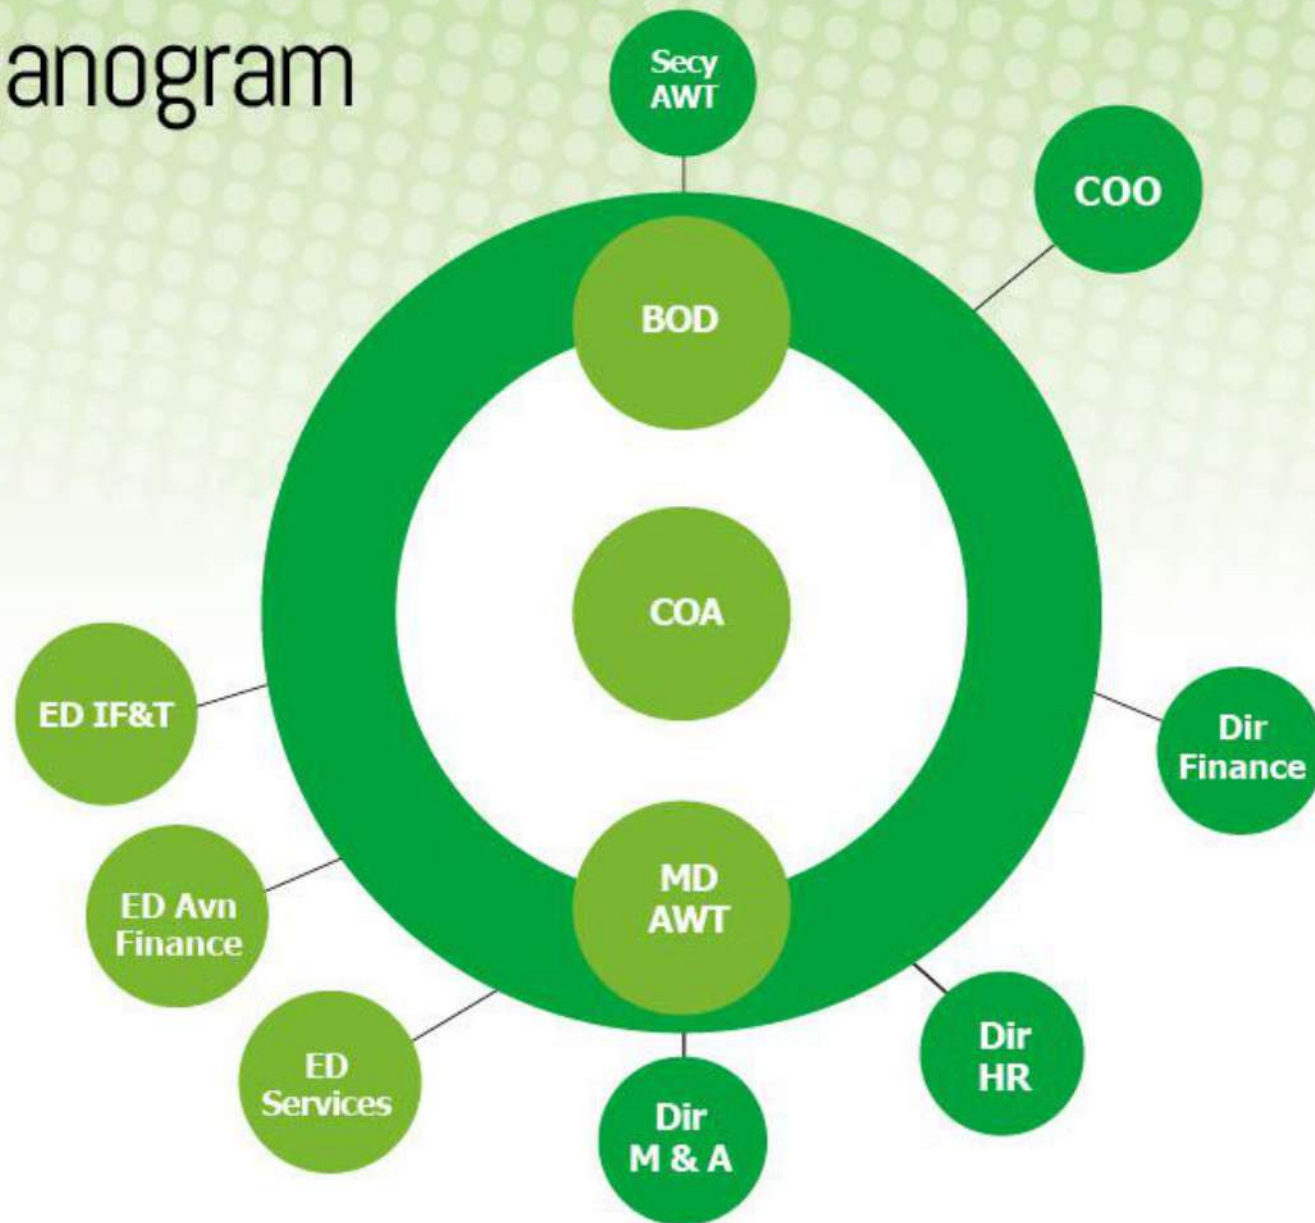 anogram
Secy
AWT
COO
BOD
COA
ED IF&T
Dir
Finance
MD
AWT
ED Avn
Finance
Dir
HR
ED
Services
Dir
M & A